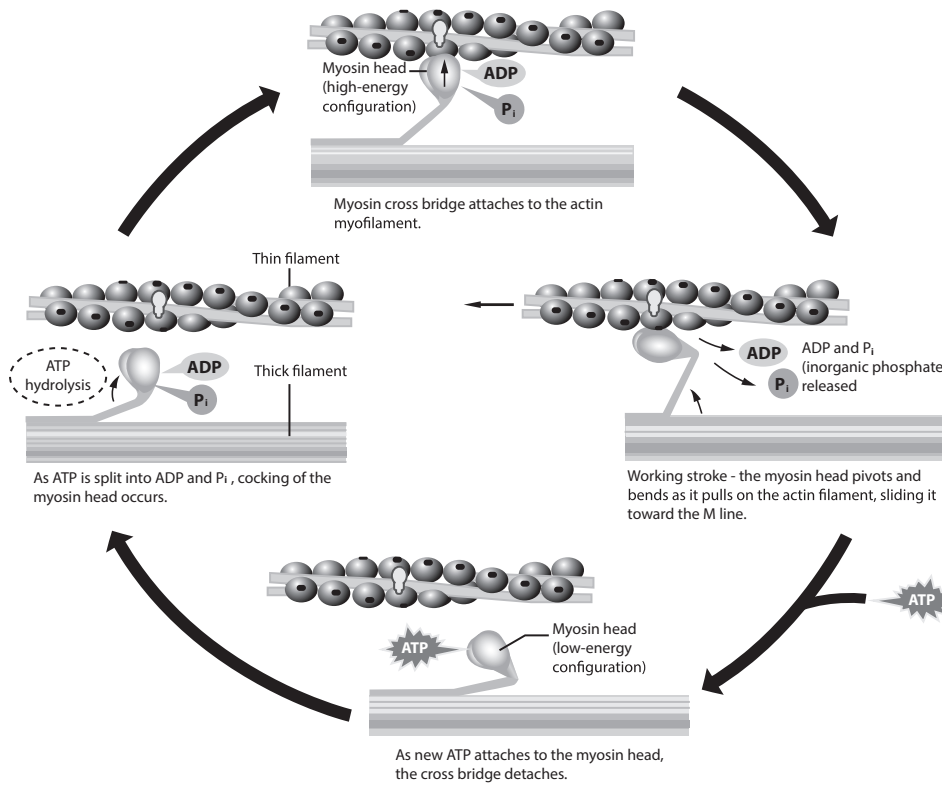 Myosin head
(high-energy
configuration)
ADP
Pi
Myosin cross bridge attaches to the actin
myofilament.
Thin filament
ATP
hydrolysis
ADP
Pi
Thick filament
As ATP is split into ADP and Pi , cocking of the
myosin head occurs.
ADP
Pi
ADP and Pi
(inorganic phosphate
released
Working stroke - the myosin head pivots and
bends as it pulls on the actin filament, sliding it
toward the M line.
ATP
ATP
Myosin head
(low-energy
configuration)
As new ATP attaches to the myosin head,
the cross bridge detaches.